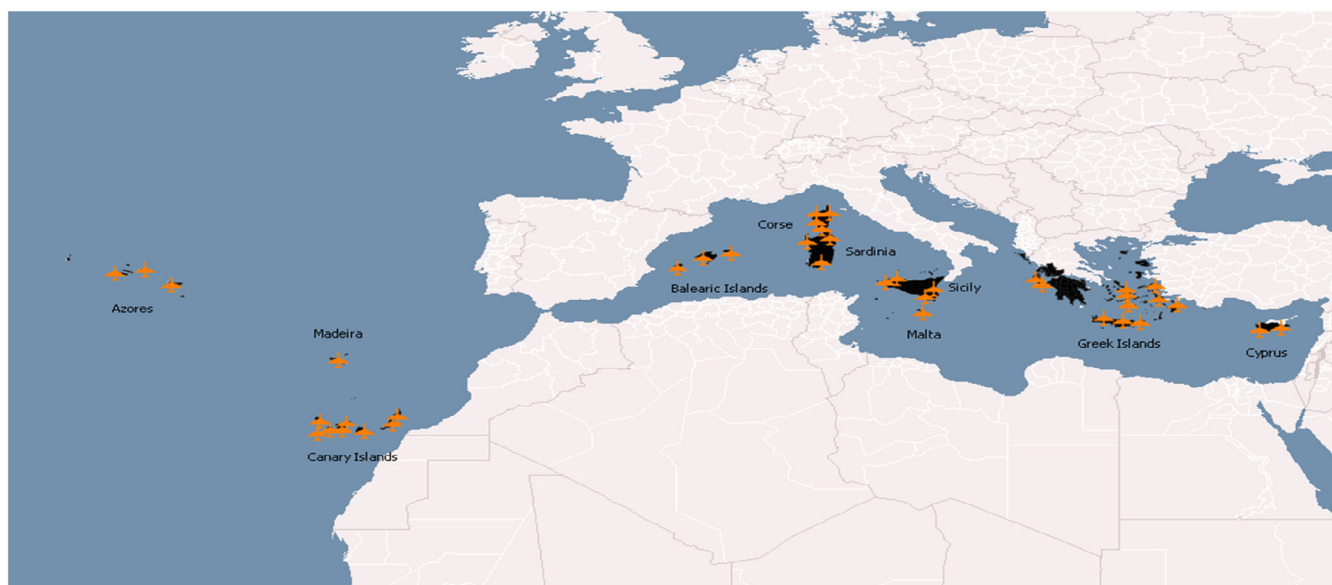 Corse
Sardinia
Balearic Islands
Sicily
Azores
Madeira
Malta
Greek Islands
Cyprus
Canary Islands